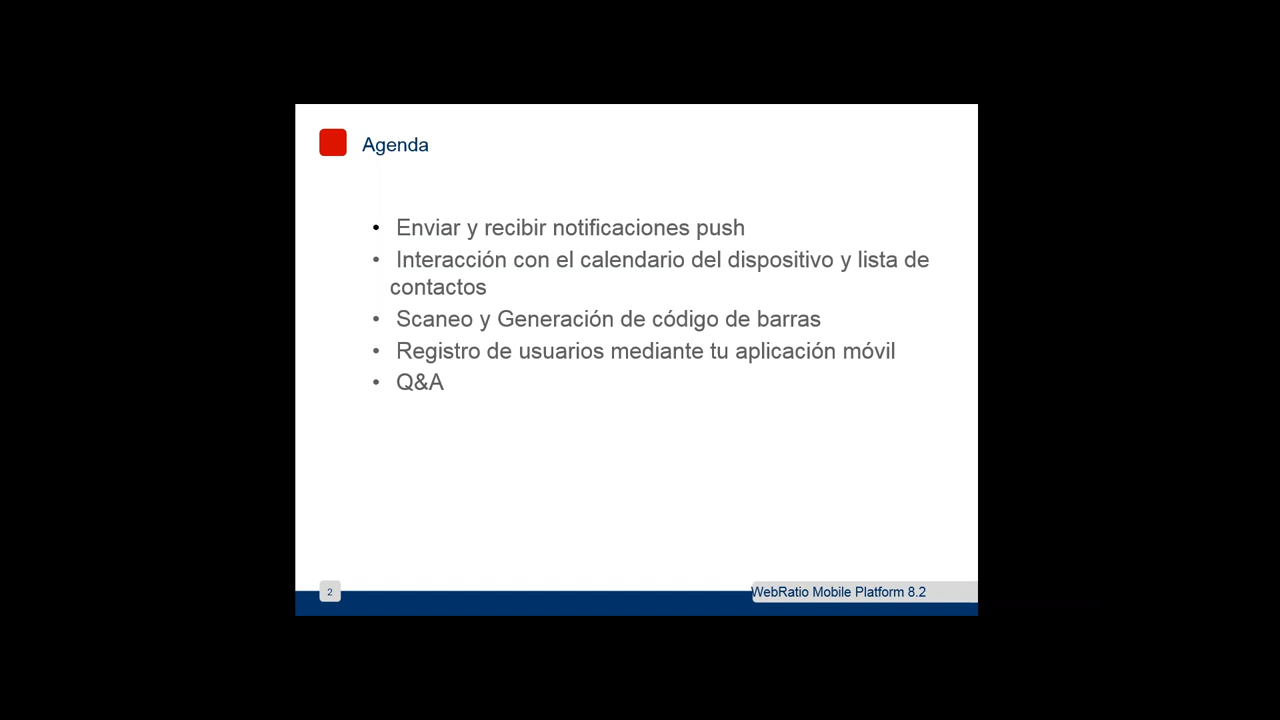 Agenda
• Enviar y recibir notificaciones push
• Interacción con el calendario del dispositivo y lista de
contactos
• Scaneo y Generación de código de barras
• Registro de usuarios mediante tu aplicación móvil
• Q&A
2
WebRatio Mobile Platform 8.2